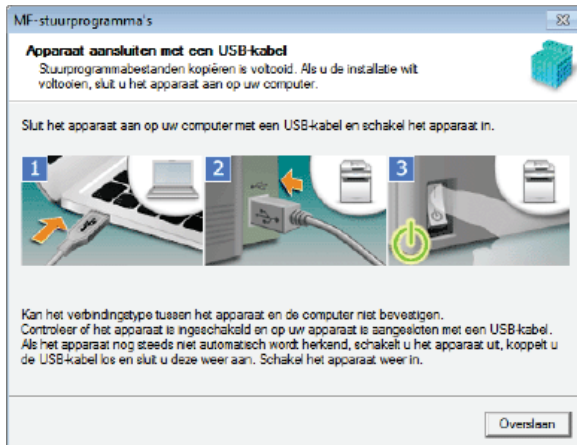 MF-stuurprogramma's
Apparaat aansluiten met een USB-kabel
Stuurprogrammabestanden kopiëren is voltooid. Als u de installatie wilt
voltooien, sluit u het apparaat aan op uw computer.
Sluit het apparaat aan op uw computer met een USB-kabel en schakel het apparaat in.
1 2 3
Kan het verbindingstype tussen het apparaat en de computer niet bevestigen.
Controleer of het apparaat is ingeschakeld en op uw apparaat is aangesloten met een USB-kabel.
Als het apparaat nog steeds niet automatisch wordt herkend, schakelt u het apparaat uit, koppelt u
de USB-kabel los en sluit u deze weer aan. Schakel het apparaat weer in.
Overslaan